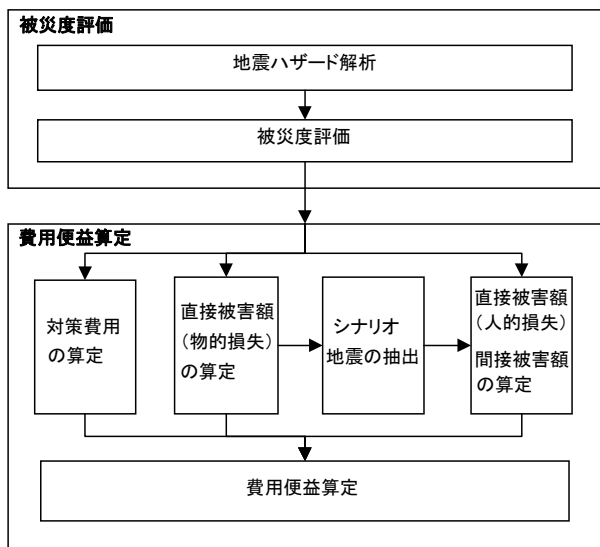 被災度評価
地震ハザード解析
被災度評価
費用便益算定
対策費用
の算定
直接被害額
(物的損失)
の算定
シナリオ
地震の抽出
直接被害額
(人的損失)
間接被害額
の算定
費用便益算定